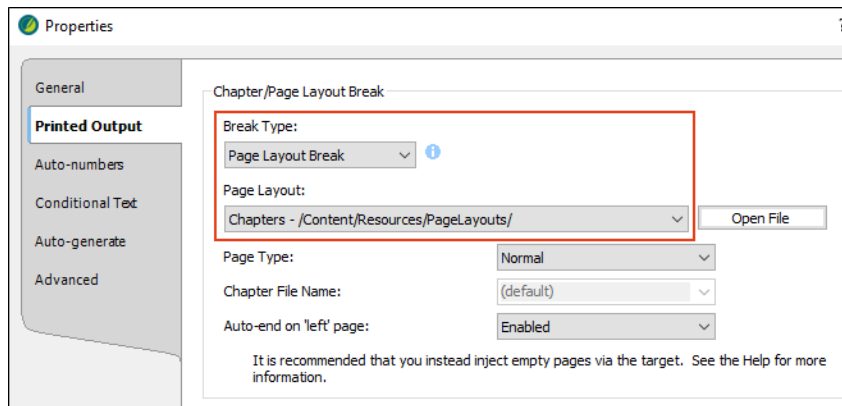 Properties
?
General
Printed Output
Auto-numbers
Conditional Text
Auto-generate
Advanced
Chapter/Page Layout Break
Break Type:
Page Layout Break
Page Layout:
Chapters - /Content/Resources/PageLayouts/
Open File
Page Type:
Normal
Chapter File Name:
(default)
Auto-end on 'left' page:
Enabled
It is recommended that you instead inject empty pages via the target.  See the Help for more
information.